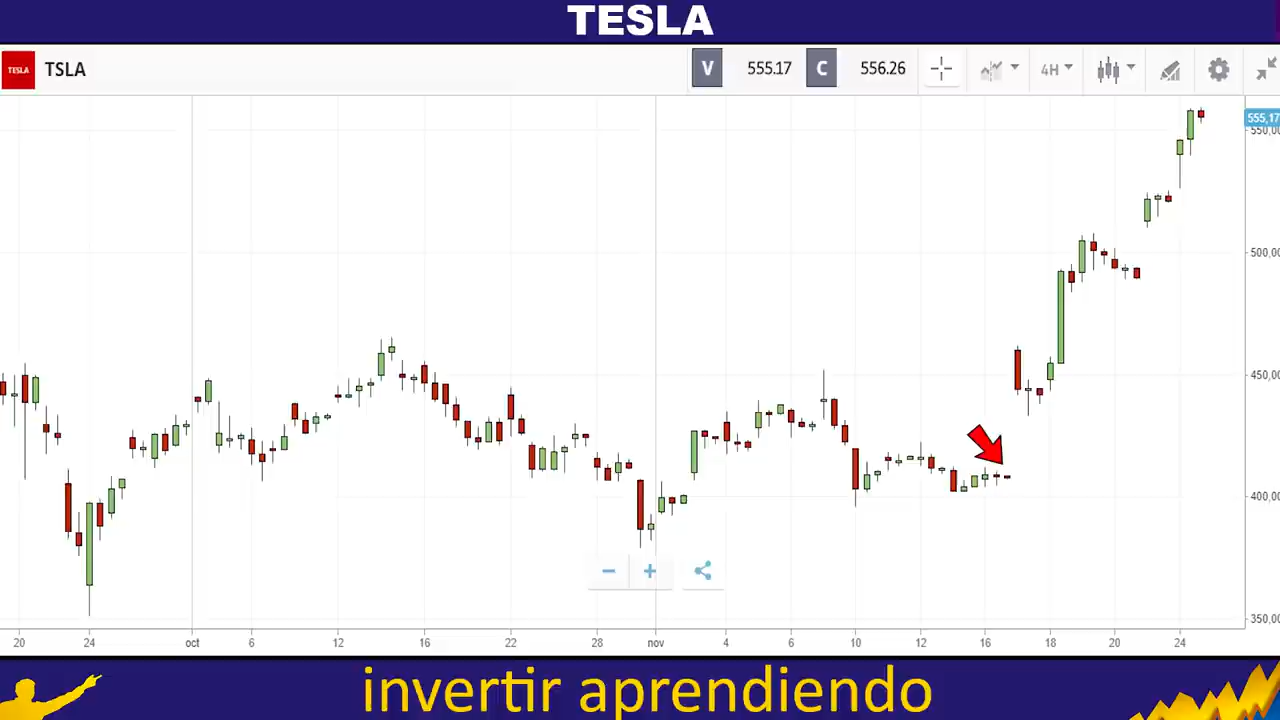 TESLA
TESLA TSLA V 555.17 C 556.26 4H
555,17
550,00
500,00
450,00
400,00
350,00
20 24 oct 6 12 16 22 28 nov 4 6 10 12 16 18 20 24
invertir aprendiendo